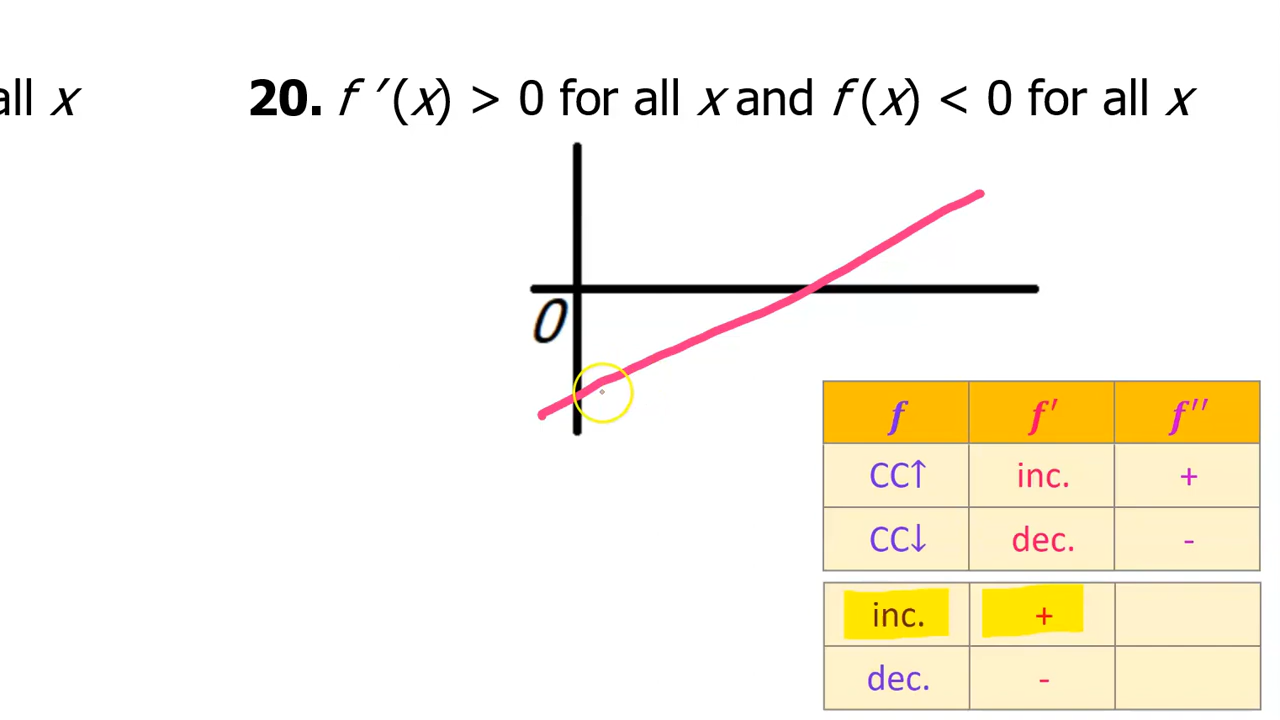 all x
20. f ′(x) > 0 for all x and f(x) < 0 for all x
0
f f′ f′′
CC↑ inc. +
CC↓ dec. -
inc. +
dec. -